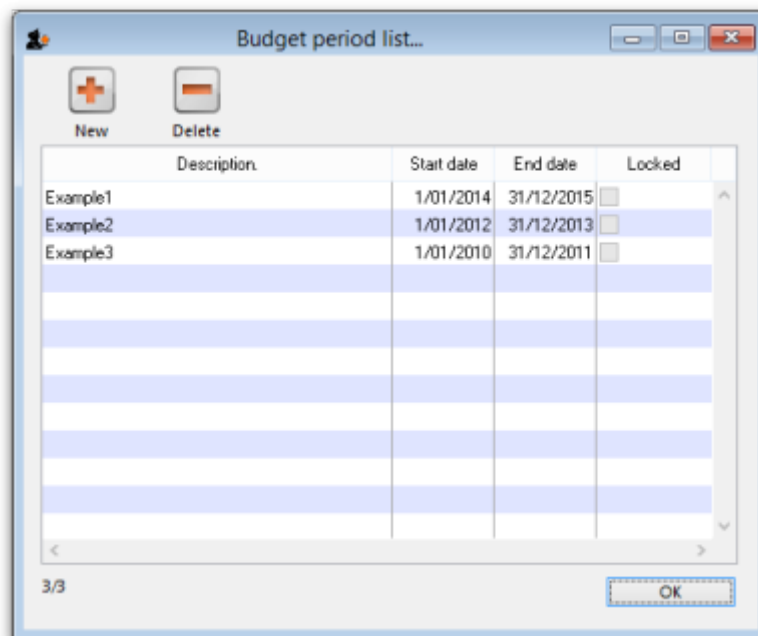 Budget period list...
New Delete
Description. Start date End date Locked
Example1 1/01/2014 31/12/2015
Example2 1/01/2012 31/12/2013
Example3 1/01/2010 31/12/2011
3/3
OK